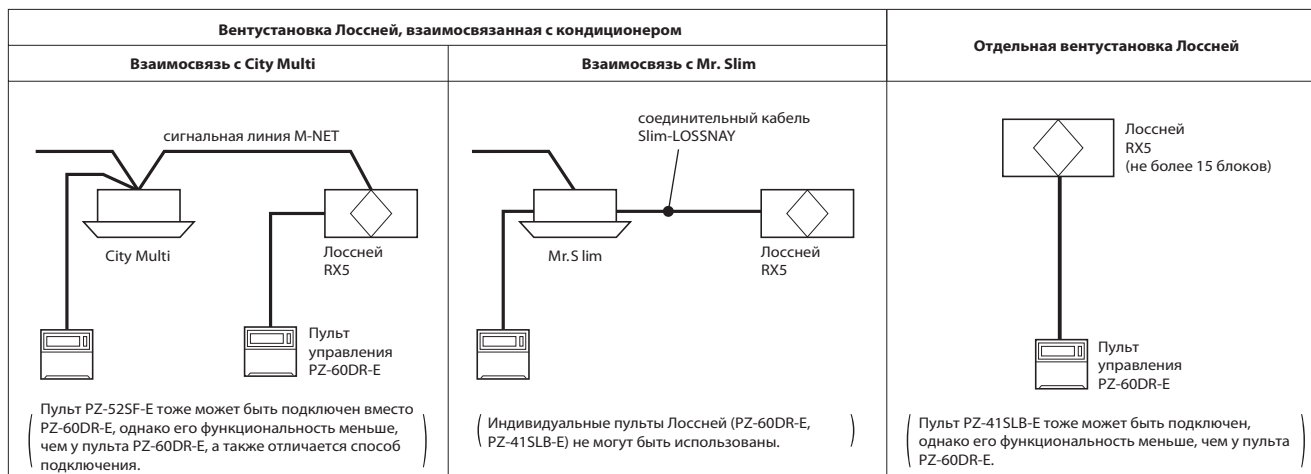 Вентустановка Лоссней, взаимосвязанная с кондиционером
Отдельная вентустановка Лоссней
Взаимосвязь с City Multi
Взаимосвязь с Mr. Slim
сигнальная линия M-NET
City Multi
Лоссней
RX5
Пульт
управления
PZ-60DR-E
Пульт PZ-52SF-E тоже может быть подключен вместо
PZ-60DR-E, однако его функциональность меньше,
чем у пульта PZ-60DR-E, а также отличается способ
подключения.
соединительный кабель
Slim-LOSSNAY
Mr.S lim
Лоссней
RX5
Индивидуальные пульты Лоссней (PZ-60DR-E,
PZ-41SLB-E) не могут быть использованы.
Лоссней
RX5
(не более 15 блоков)
Пульт
управления
PZ-60DR-E
Пульт PZ-41SLB-E тоже может быть подключен,
однако его функциональность меньше, чем у пульта
PZ-60DR-E.